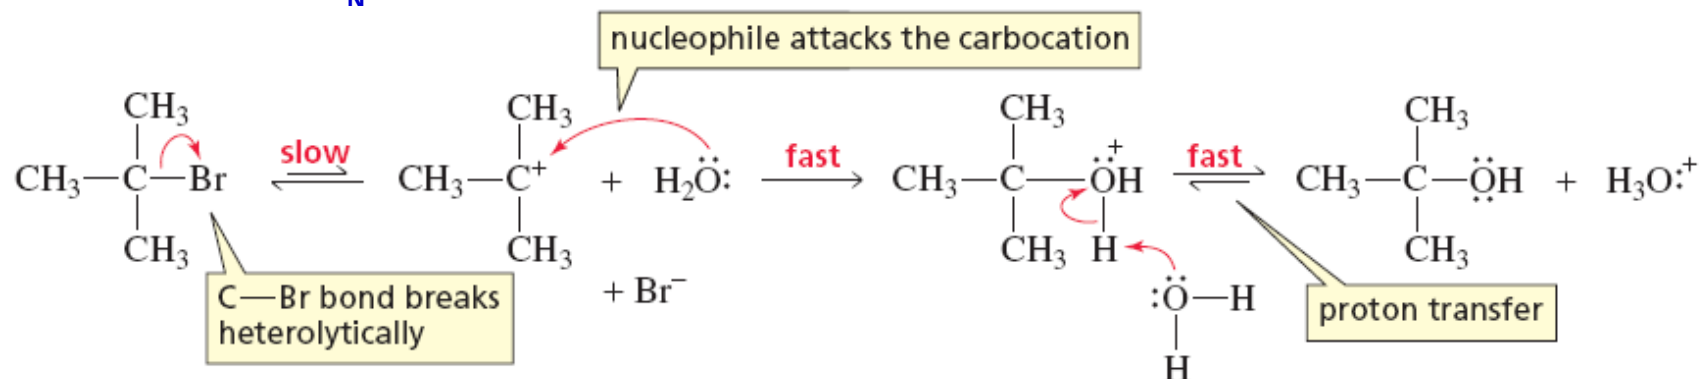 N
nucleophile attacks the carbocation
CH₃ CH₃ CH₃ CH₃
CH₃—C—Br slow CH₃—C⁺ + H₂Ö: fast CH₃—C—ÖH⁺ fast CH₃—C—ÖH + H₃O:⁺
CH₃ CH₃ CH₃ H CH₃
C—Br bond breaks
heterolytically
+ Br⁻
:Ö—H
H
proton transfer